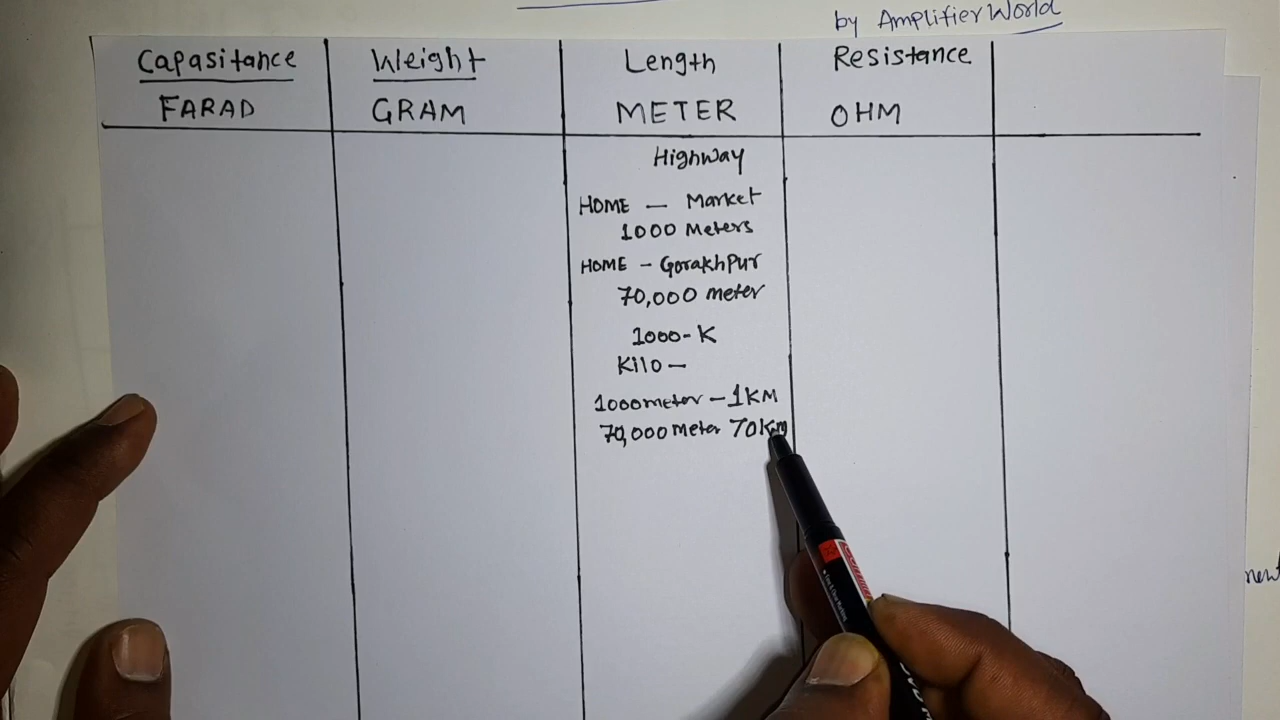 by AmplifierWorld
Capasitance Weight Length Resistance
FARAD GRAM METER OHM
Highway
HOME - Market
1000 Meters
HOME - GorakhPur
70,000 meter
1000-K
Kilo-
1000meter-1KM
70,000 Meter 70Km